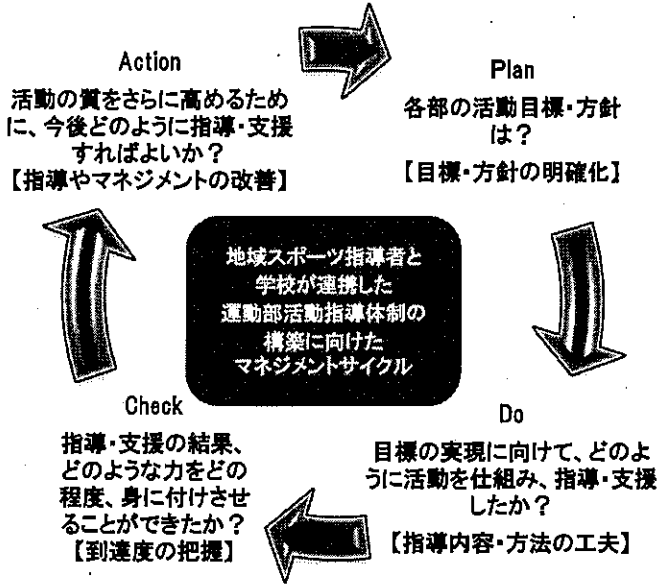 Action
活動の質をさらに高めるため
に、今後どのように指導・支援
すればよいか？
【指導やマネジメントの改善】
Plan
各部の活動目標・方針
は？
【目標・方針の明確化】
地域スポーツ指導者と
学校が連携した
運動部活動指導体制の
構築に向けた
マネジメントサイクル
Check
指導・支援の結果、
どのような力をどの
程度、身に付けさせ
ることができたか？
【到達度の把握】
Do
目標の実現に向けて、どのよ
うに活動を仕組み、指導・支援
したか？
【指導内容・方法の工夫】